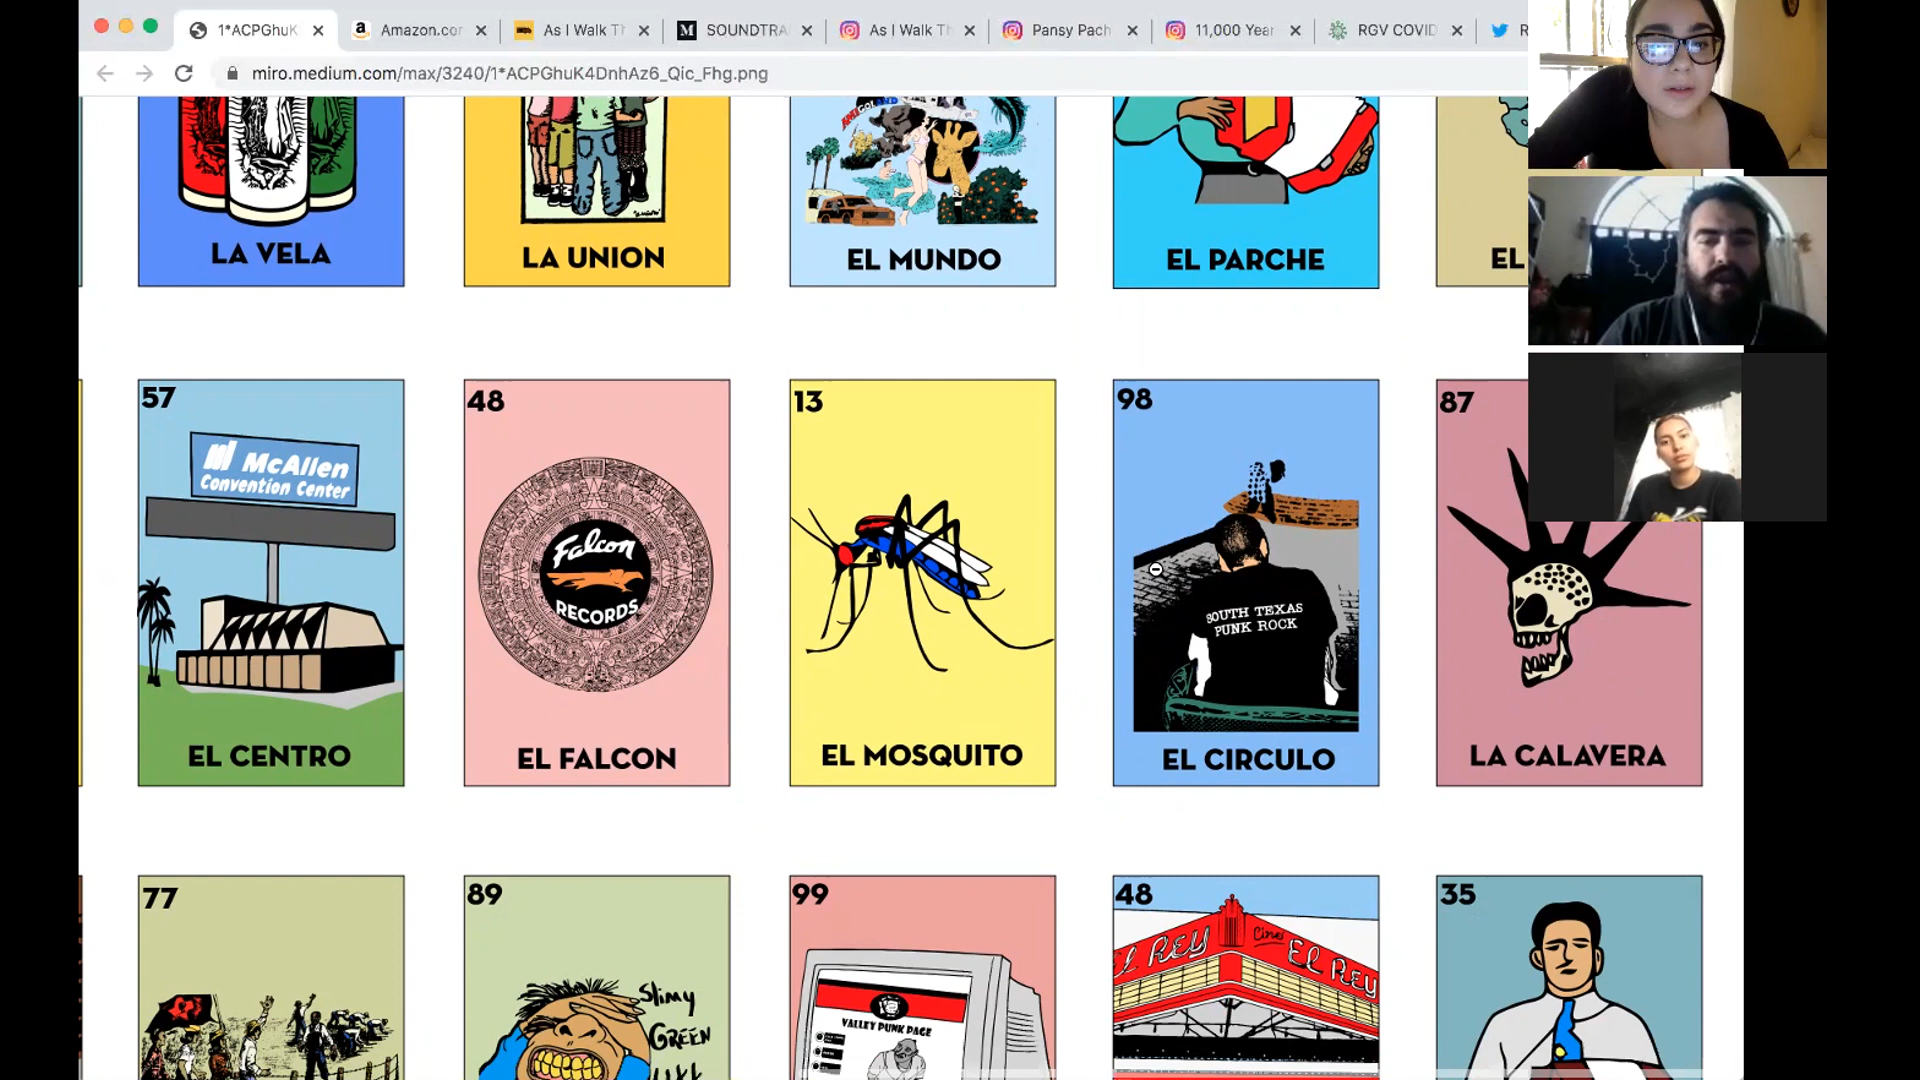 1*ACPGhuK
Amazon.com
As I Walk Th
SOUNDTRA
As I Walk Th
Pansy Pach
11,000 Year
RGV COVID
miro.medium.com/max/3240/1*ACPGhuK4DnhAz6_Qic_Fhg.png
LA VELA
LA UNION
EL MUNDO
EL PARCHE
EL
57
McAllen
Convention Center
EL CENTRO
48
Falcon
RECORDS
EL FALCON
13
EL MOSQUITO
98
SOUTH TEXAS
PUNK ROCK
EL CIRCULO
87
LA CALAVERA
77
89
Slimy
GREEN
99
VALLEY PUNK PAGE
48
EL REY
Cine
EL REY
35